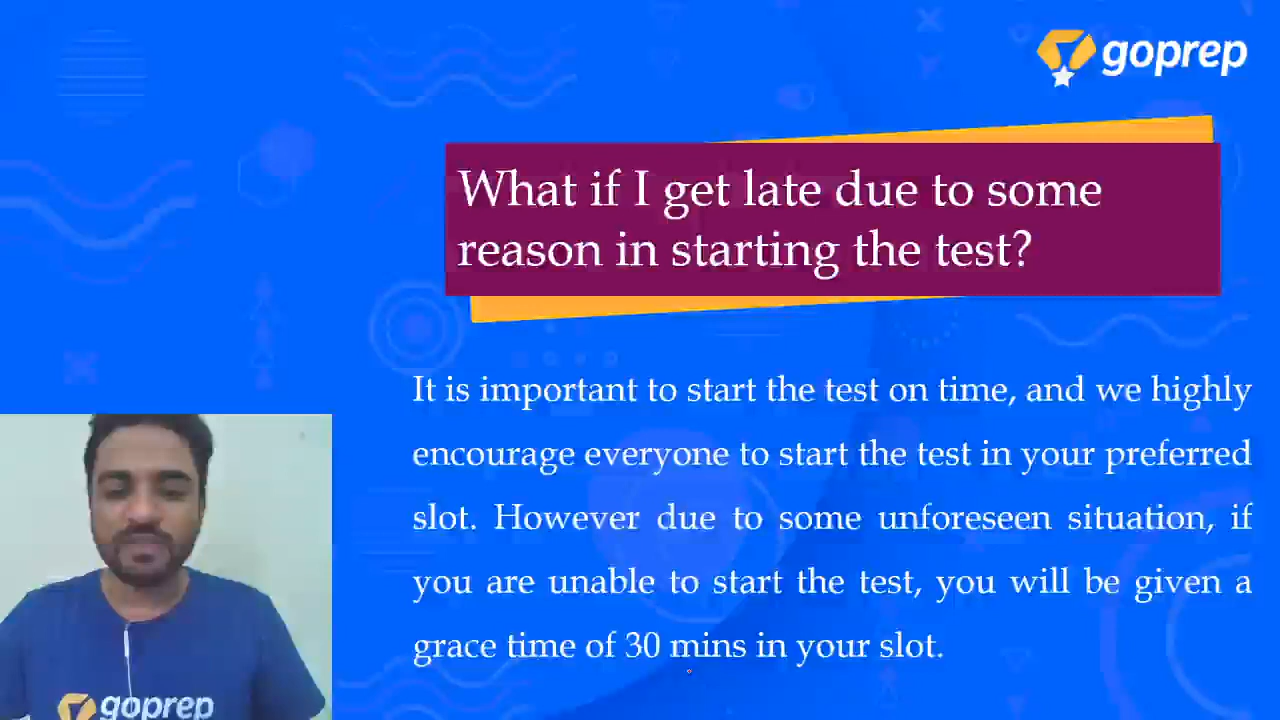 goprep
What if I get late due to some
reason in starting the test?
It is important to start the test on time, and we highly
encourage everyone to start the test in your preferred
slot. However due to some unforeseen situation, if
you are unable to start the test, you will be given a
grace time of 30 mins in your slot.
goprep